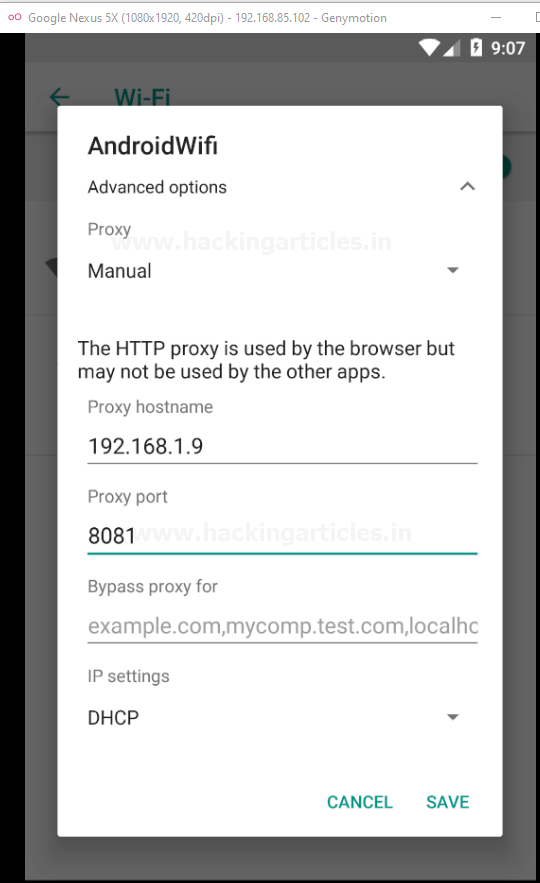 Google Nexus 5X (1080x1920, 420dpi) - 192.168.85.102 - Genymotion
9:07
Wi-Fi
AndroidWifi
Advanced options
Proxy
www.hackingarticles.in
Manual
The HTTP proxy is used by the browser but
may not be used by the other apps.
Proxy hostname
192.168.1.9
Proxy port
8081
www.hackingarticles.in
Bypass proxy for
example.com,mycomp.test.com,localhc
IP settings
DHCP
CANCEL SAVE